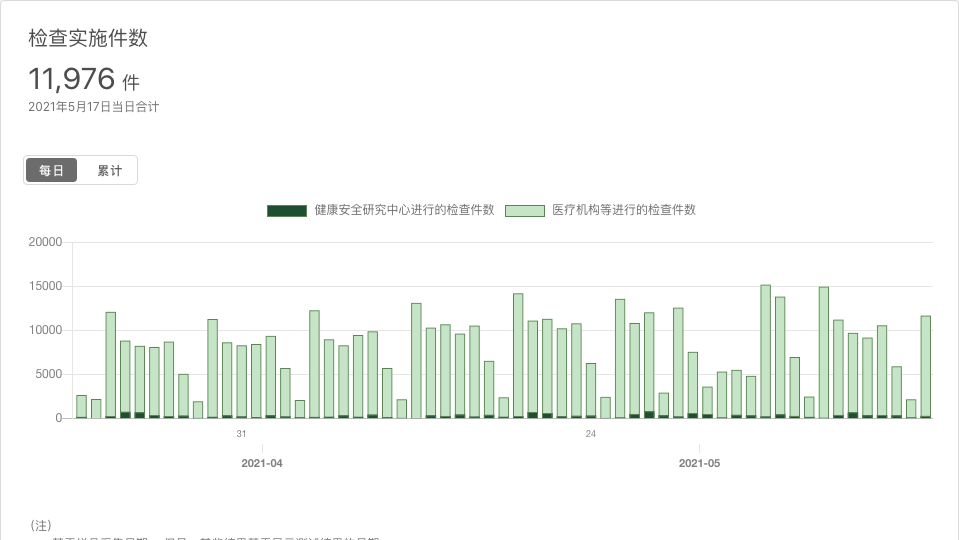 检查实施件数
11,976 件
2021年5月17日当日合计
每日 累计
健康安全研究中心进行的检查件数 医疗机构等进行的检查件数
20000
15000
10000
5000
0
31 24
2021-04 2021-05
(注)